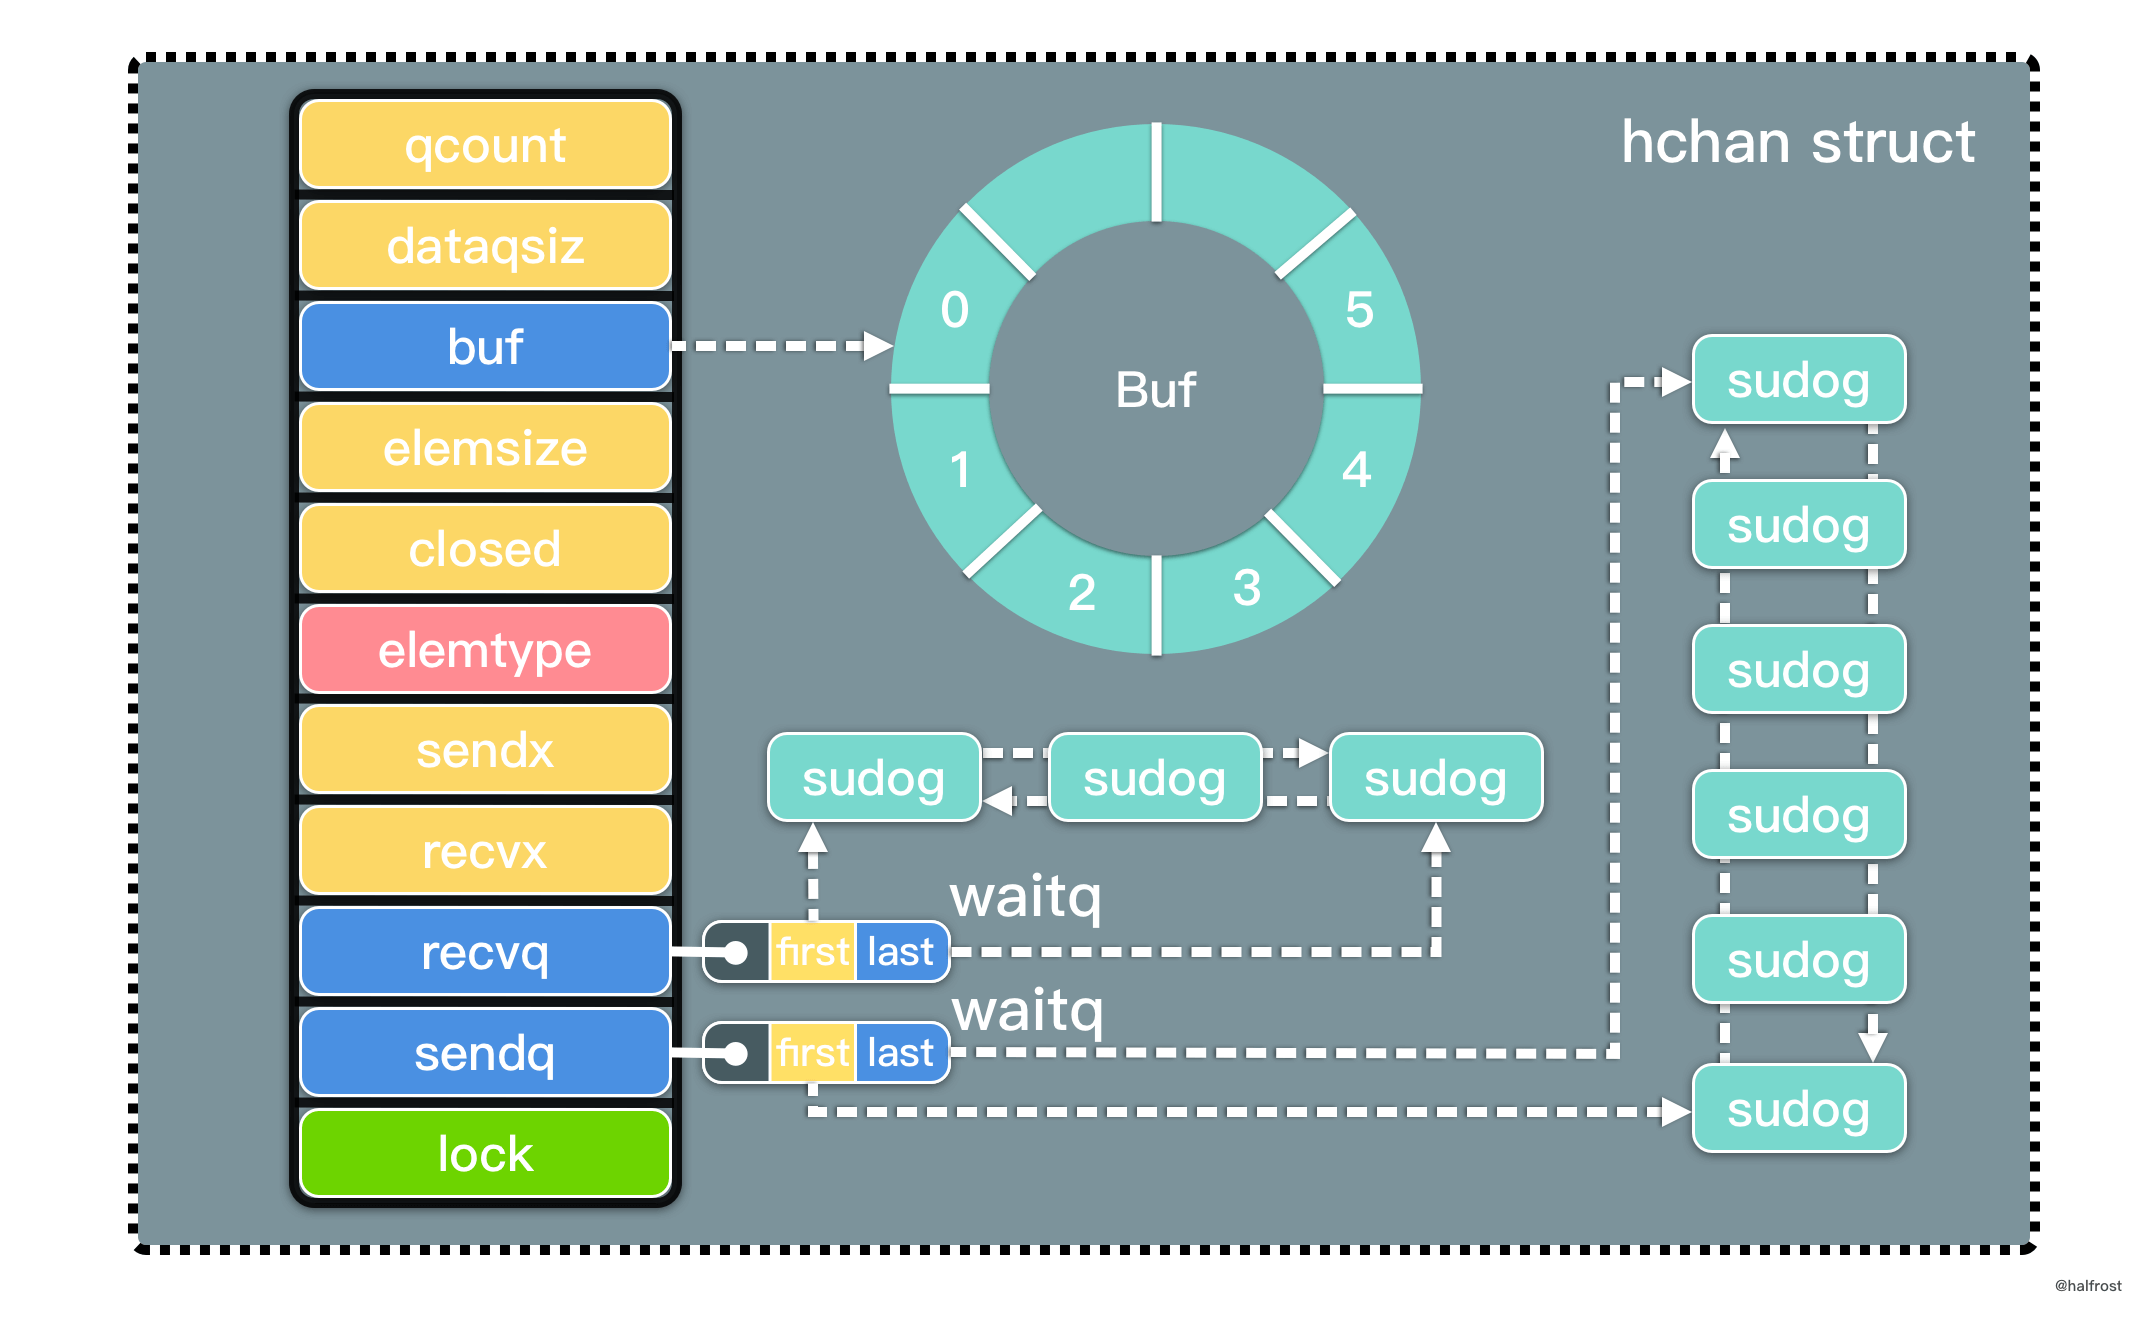 hchan struct
qcount
dataqsiz
buf
elemsize
closed
elemtype
sendx
recvx
recvq
sendq
lock
0
1
2
3
4
5
Buf
sudog
sudog
sudog
waitq
first last
waitq
first last
sudog
sudog
sudog
sudog
sudog
sudog
@halfrost